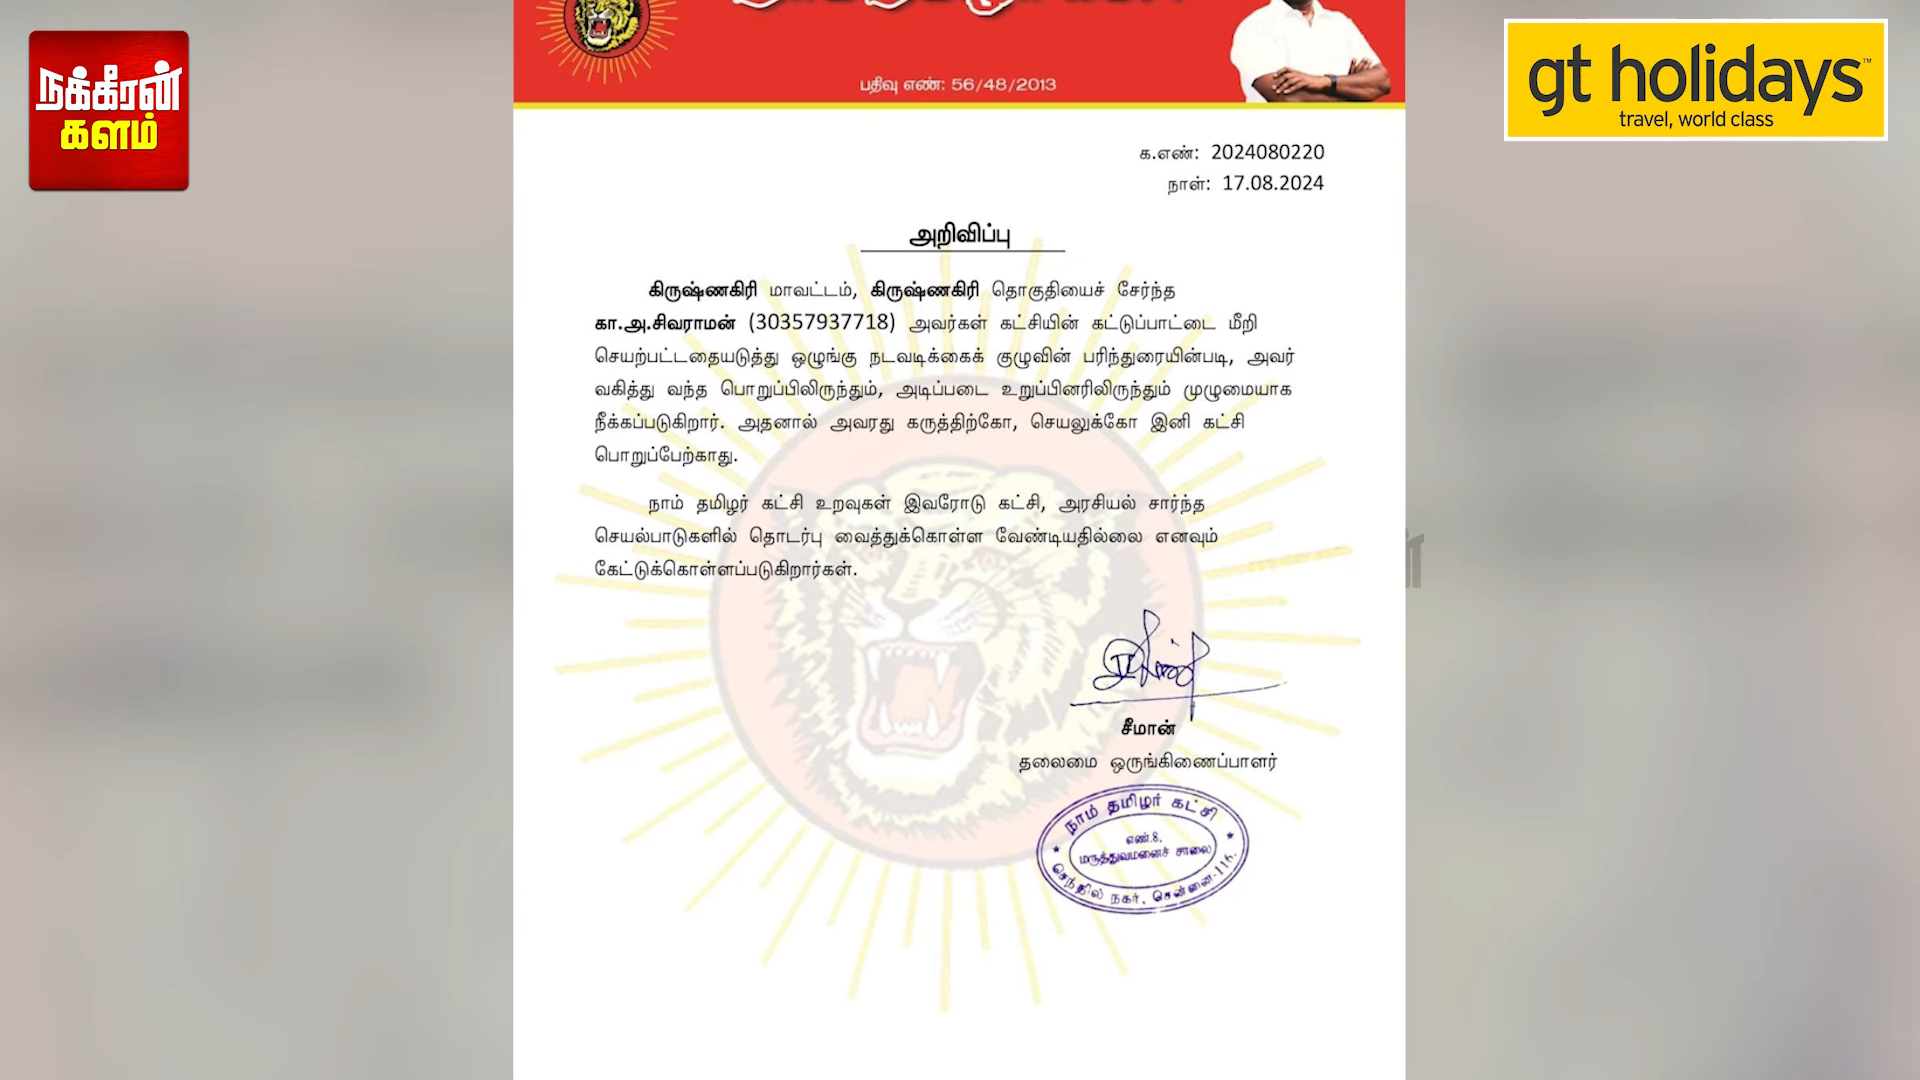 நக்கீரன்
களம்
gt holidays™
travel, world class
பதிவு எண்: 56/48/2013
க.எண்: 2024080220
நாள்: 17.08.2024
அறிவிப்பு
கிருஷ்ணகிரி மாவட்டம், கிருஷ்ணகிரி தொகுதியைச் சேர்ந்த
கா.அ.சிவராமன் (30357937718) அவர்கள் கட்சியின் கட்டுப்பாட்டை மீறி
செயற்பட்டதையடுத்து ஒழுங்கு நடவடிக்கைக் குழுவின் பரிந்துரையின்படி, அவர்
வகித்து வந்த பொறுப்பிலிருந்தும், அடிப்படை உறுப்பினரிலிருந்தும் முழுமையாக
நீக்கப்படுகிறார். அதனால் அவரது கருத்திற்கோ, செயலுக்கோ இனி கட்சி
பொறுப்பேற்காது.
நாம் தமிழர் கட்சி உறவுகள் இவரோடு கட்சி, அரசியல் சார்ந்த
செயல்பாடுகளில் தொடர்பு வைத்துக்கொள்ள வேண்டியதில்லை எனவும்
கேட்டுக்கொள்ளப்படுகிறார்கள்.
சீமான்
தலைமை ஒருங்கிணைப்பாளர்
நாம் தமிழர் கட்சி
எண்.8.
மருத்துவமனைச் சாலை
செந்தில் நகர், சென்னை-116.